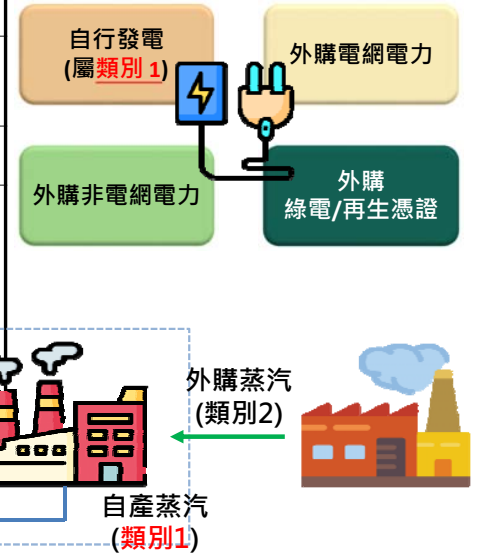 自行發電
(屬類別 1)
外購電網電力
外購非電網電力
外購
綠電/再生憑證
外購蒸汽
(類別2)
自產蒸汽
(類別1)